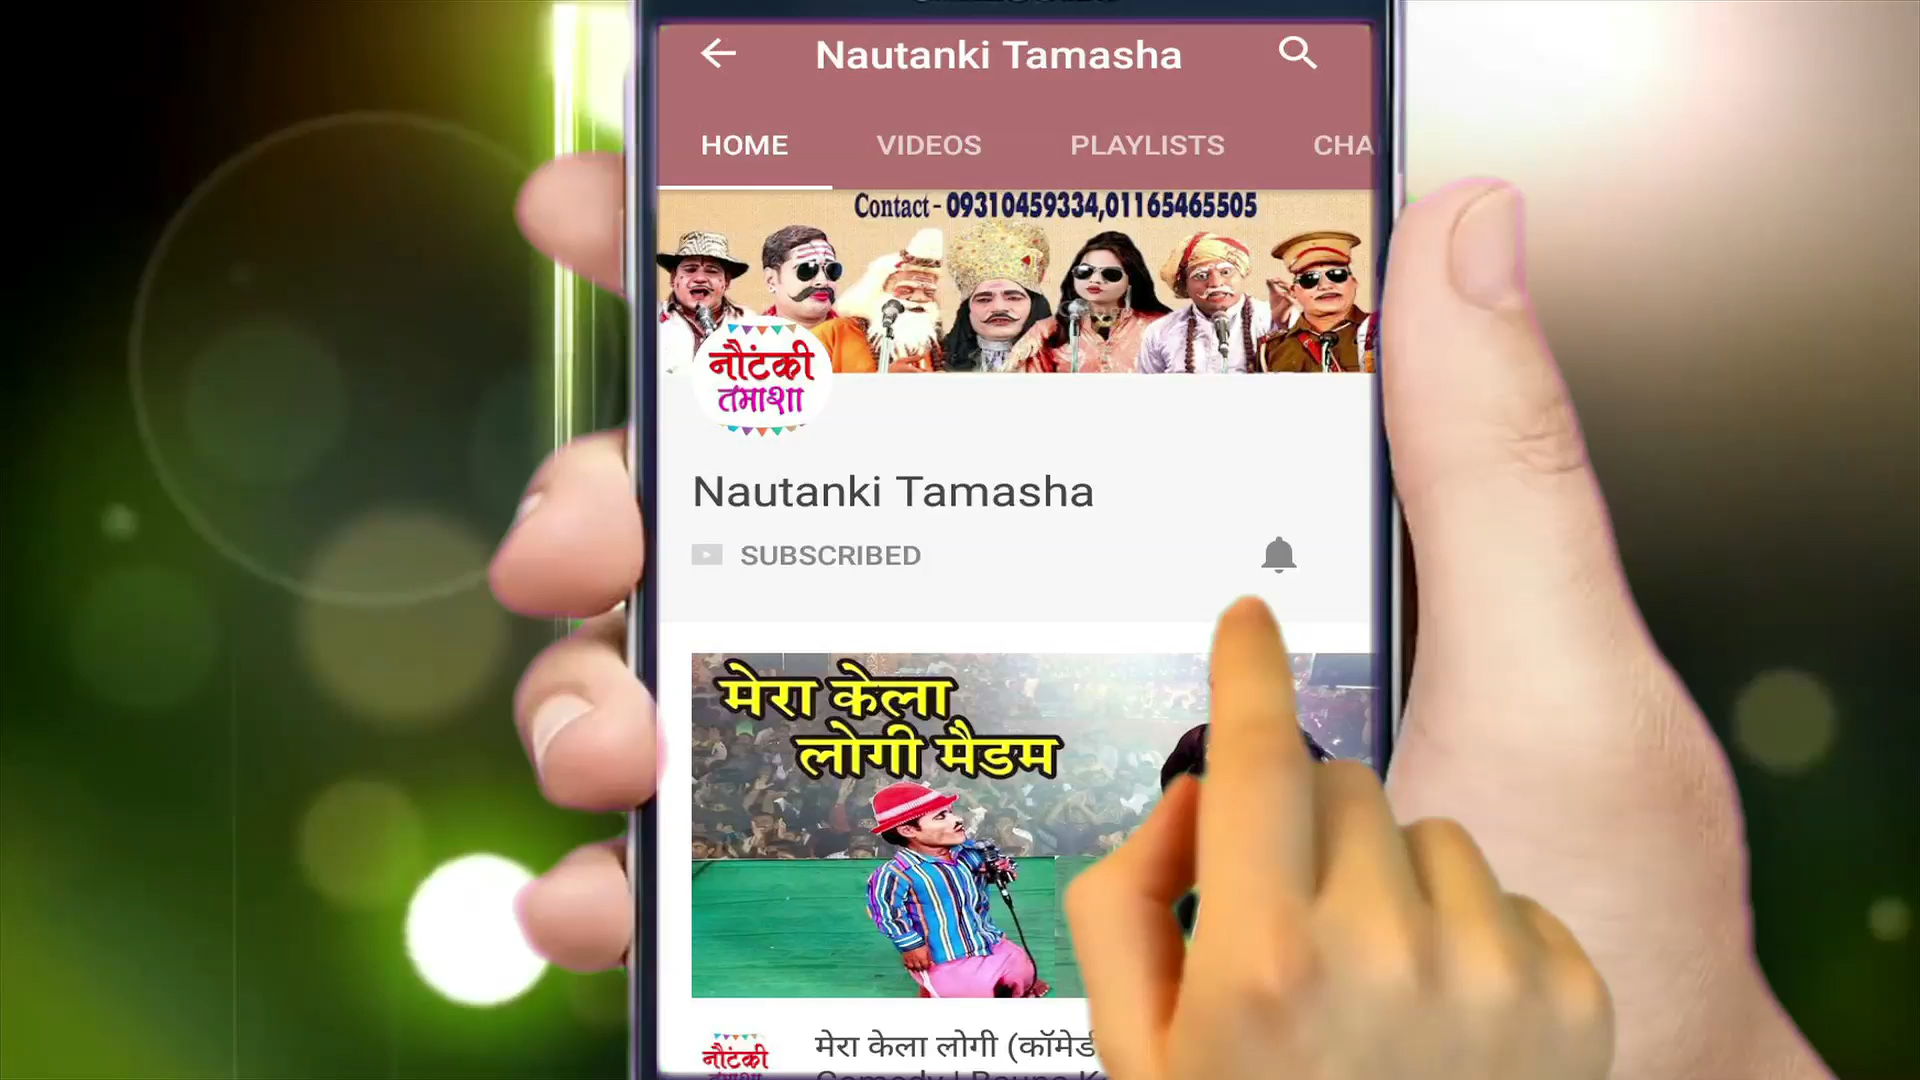 Nautanki Tamasha
HOME VIDEOS PLAYLISTS CHA
Contact - 09310459334,01165465505
नौटंकी
तमाशा
Nautanki Tamasha
SUBSCRIBED
मेरा केला
लोगी मैडम
नौटंकी
मेरा केला लोगी (कॉमेडी